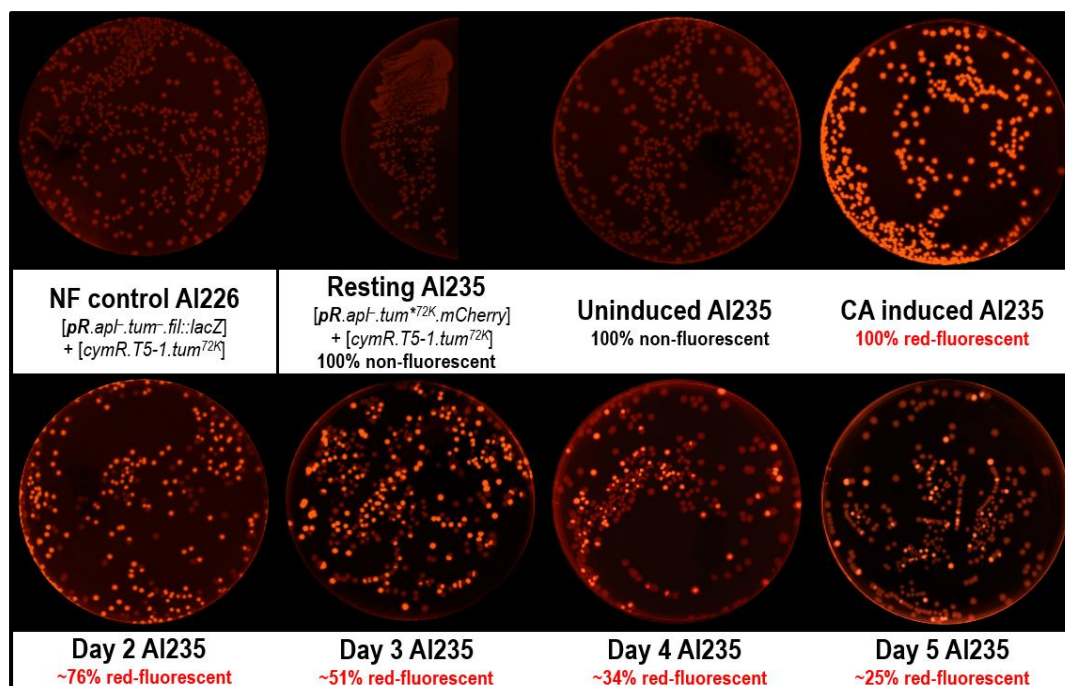 NF control AI226
[pR.apl⁻.tum⁻.fil::lacZ]
+ [cymR.T5-1.tum⁷²ᴷ]
Resting AI235
[pR.apl⁻.tum*⁷²ᴷ.mCherry]
+ [cymR.T5-1.tum⁷²ᴷ]
100% non-fluorescent
Uninduced AI235
100% non-fluorescent
CA induced AI235
100% red-fluorescent
Day 2 AI235
~76% red-fluorescent
Day 3 AI235
~51% red-fluorescent
Day 4 AI235
~34% red-fluorescent
Day 5 AI235
~25% red-fluorescent